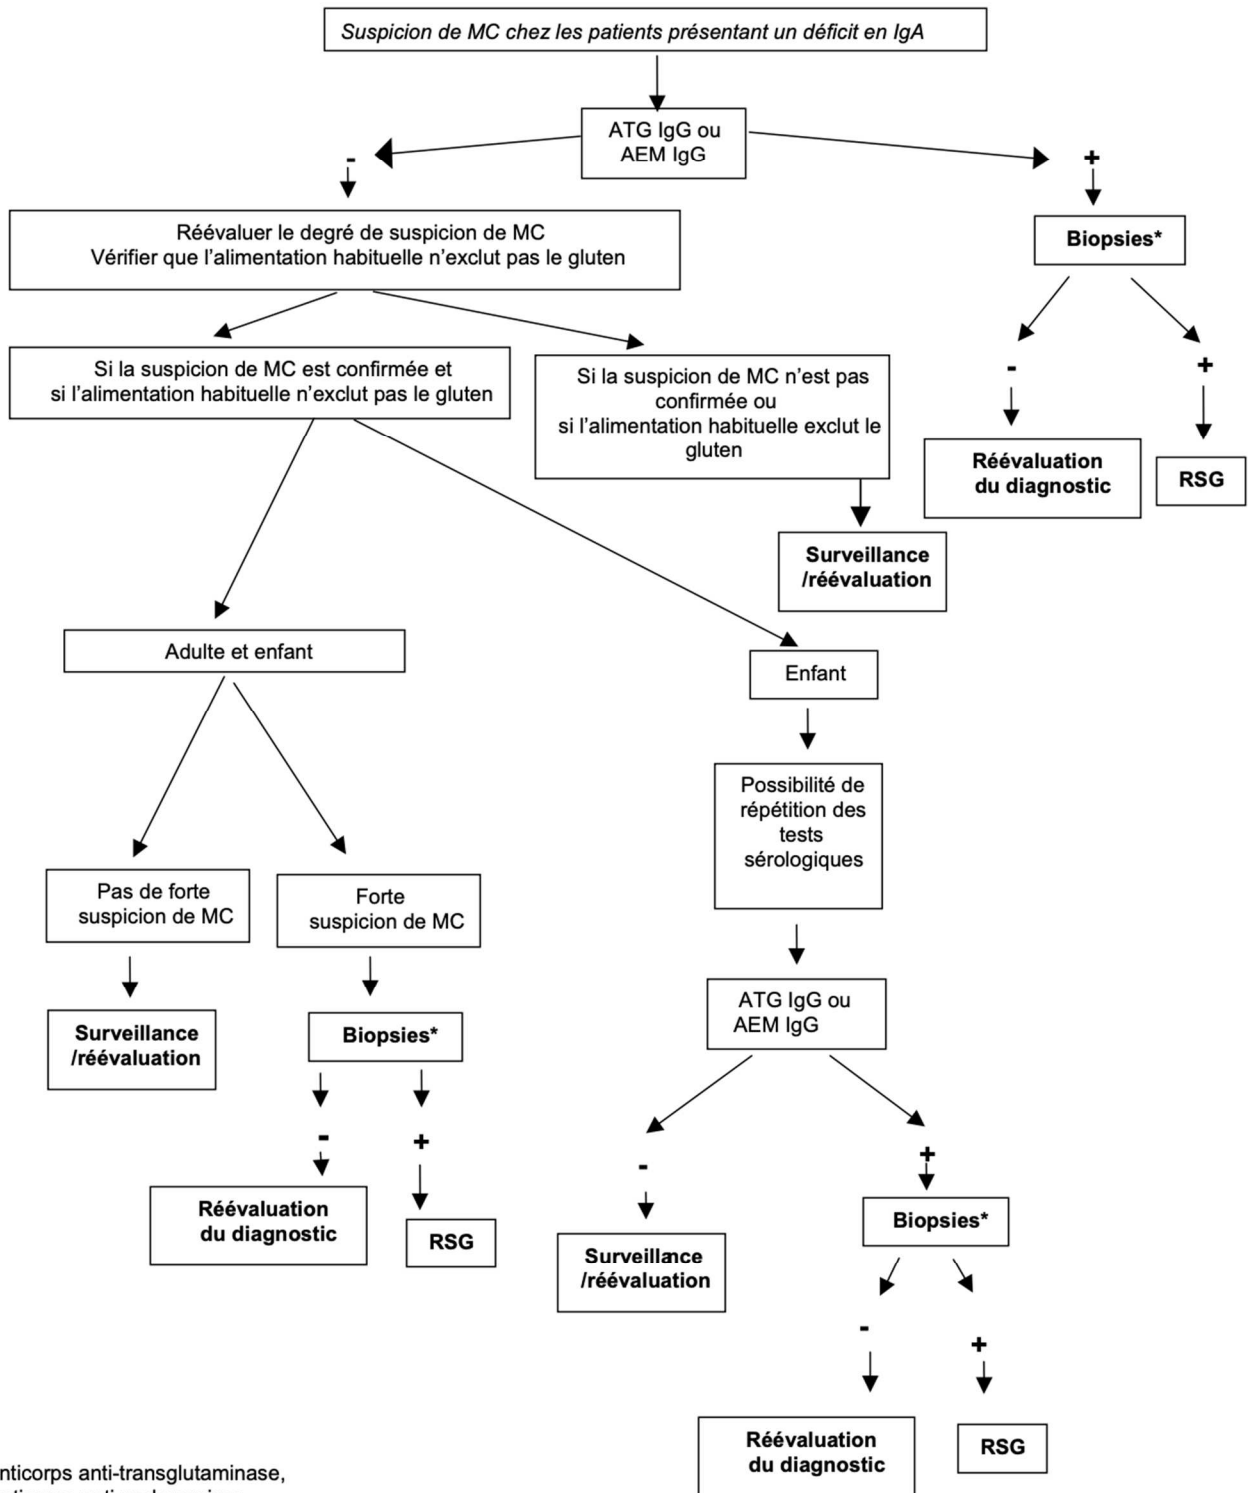 Suspicion de MC chez les patients présentant un déficit en IgA
ATG IgG ou
AEM IgG
-
+
Réévaluer le degré de suspicion de MC
Vérifier que l'alimentation habituelle n'exclut pas le gluten
Biopsies*
-
+
Réévaluation
du diagnostic
RSG
Si la suspicion de MC est confirmée et
si l'alimentation habituelle n'exclut pas le gluten
Si la suspicion de MC n'est pas
confirmée ou
si l'alimentation habituelle exclut le
gluten
Surveillance
/réévaluation
Adulte et enfant
Enfant
Possibilité de
répétition des
tests
sérologiques
Pas de forte
suspicion de MC
Forte
suspicion de MC
Surveillance
/réévaluation
Biopsies*
-
+
Réévaluation
du diagnostic
RSG
ATG IgG ou
AEM IgG
-
+
Surveillance
/réévaluation
Biopsies*
-
+
Réévaluation
du diagnostic
RSG
nticorps anti-transglutaminase,